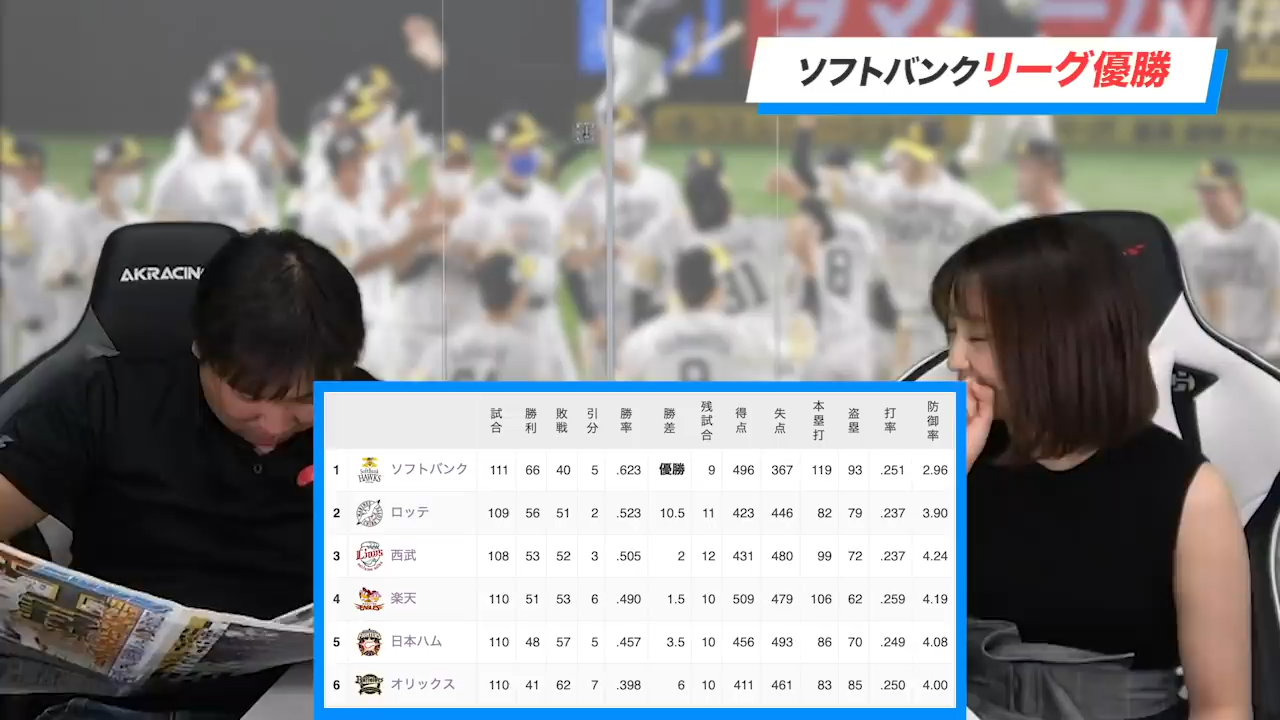 ソフトバンクリーグ優勝
AKRACING
試合 勝利 敗戦 引分 勝率 勝差 残試合 得点 失点 本塁打 盗塁 打率 防御率
1 ソフトバンク 111 66 40 5 .623 優勝 9 496 367 119 93 .251 2.96
2 ロッテ 109 56 51 2 .523 10.5 11 423 446 82 79 .237 3.90
3 西武 108 53 52 3 .505 2 12 431 480 99 72 .237 4.24
4 楽天 110 51 53 6 .490 1.5 10 509 479 106 62 .259 4.19
5 日本ハム 110 48 57 5 .457 3.5 10 456 493 86 70 .249 4.08
6 オリックス 110 41 62 7 .398 6 10 411 461 83 85 .250 4.00